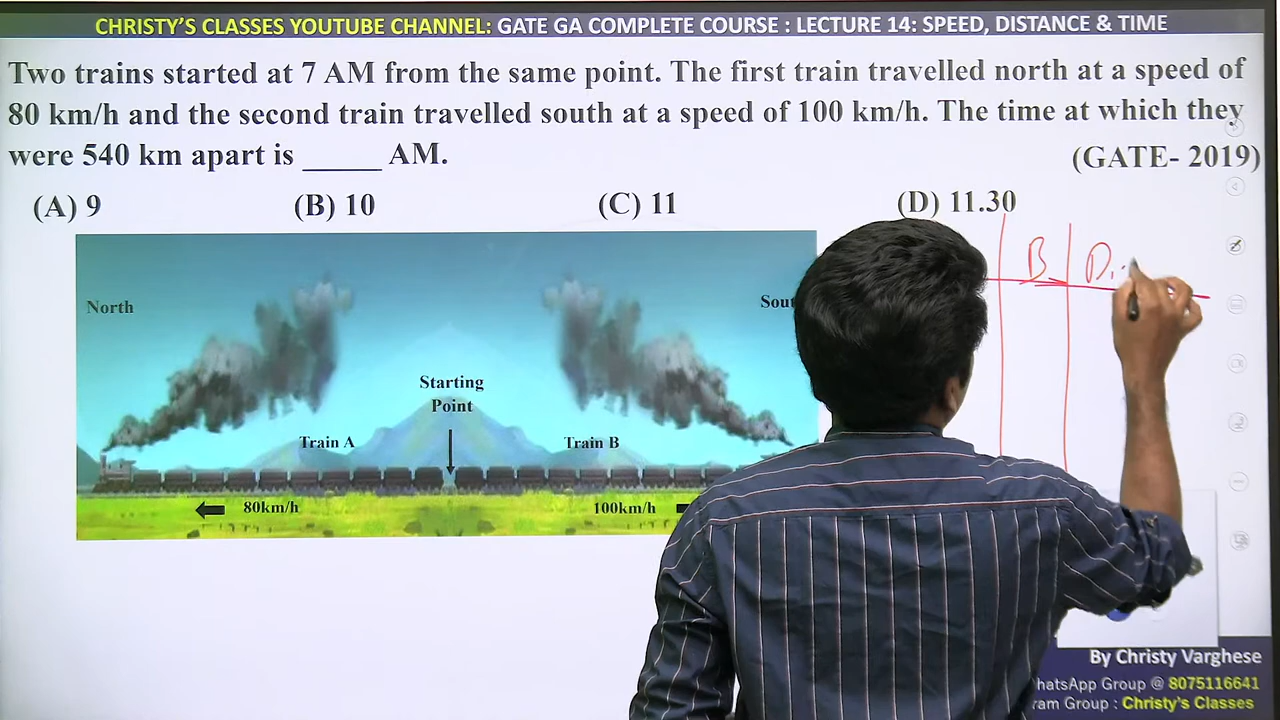 CHRISTY'S CLASSES YOUTUBE CHANNEL: GATE GA COMPLETE COURSE : LECTURE 14: SPEED, DISTANCE & TIME
Two trains started at 7 AM from the same point. The first train travelled north at a speed of
80 km/h and the second train travelled south at a speed of 100 km/h. The time at which they
were 540 km apart is _____ AM.
(GATE- 2019)
(A) 9 (B) 10 (C) 11 (D) 11.30
B Di
North
Starting
Point
Train A Train B
80km/h 100km/h
By Christy Varghese
Group @ 8075116641
Group : Christy's Classes